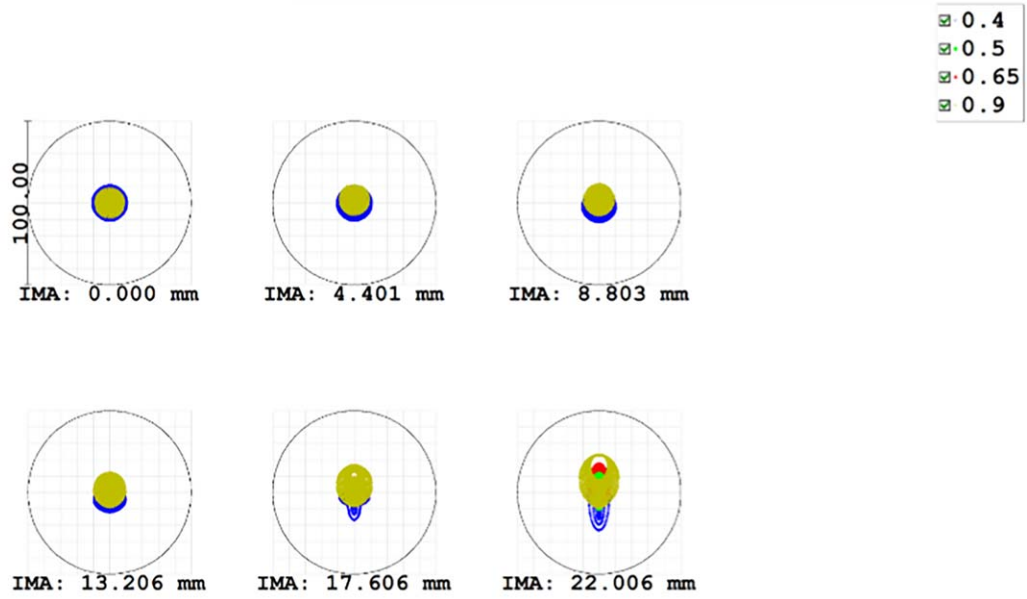 0.4
0.5
0.65
0.9
100.00
IMA: 0.000 mm
IMA: 4.401 mm
IMA: 8.803 mm
IMA: 13.206 mm
IMA: 17.606 mm
IMA: 22.006 mm